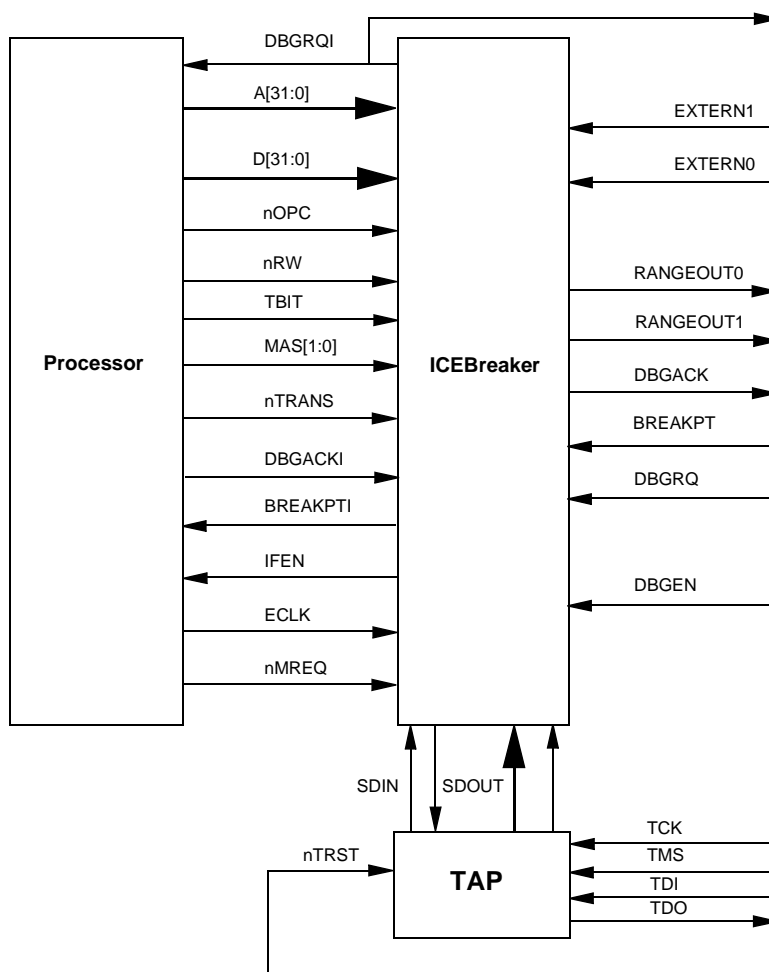 DBGRQI
A[31:0]
EXTERN1
D[31:0]
EXTERN0
nOPC
nRW
RANGEOUT0
TBIT
RANGEOUT1
MAS[1:0]
Processor
ICEBreaker
DBGACK
nTRANS
BREAKPT
DBGACKI
DBGRQ
BREAKPTI
IFEN
DBGEN
ECLK
nMREQ
SDIN
SDOUT
TCK
nTRST
TMS
TAP
TDI
TDO